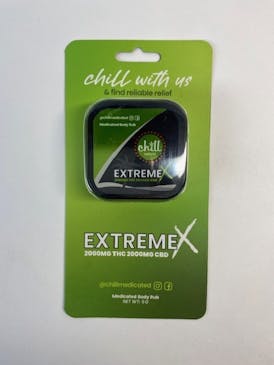 chill with us
& find reliable relief
@chillmedicated
Medicated Body Rub
chill
EXTREME
EXTREMEX
2000MG THC 2000MG CBD
@chillmedicated
Medicated Body Rub